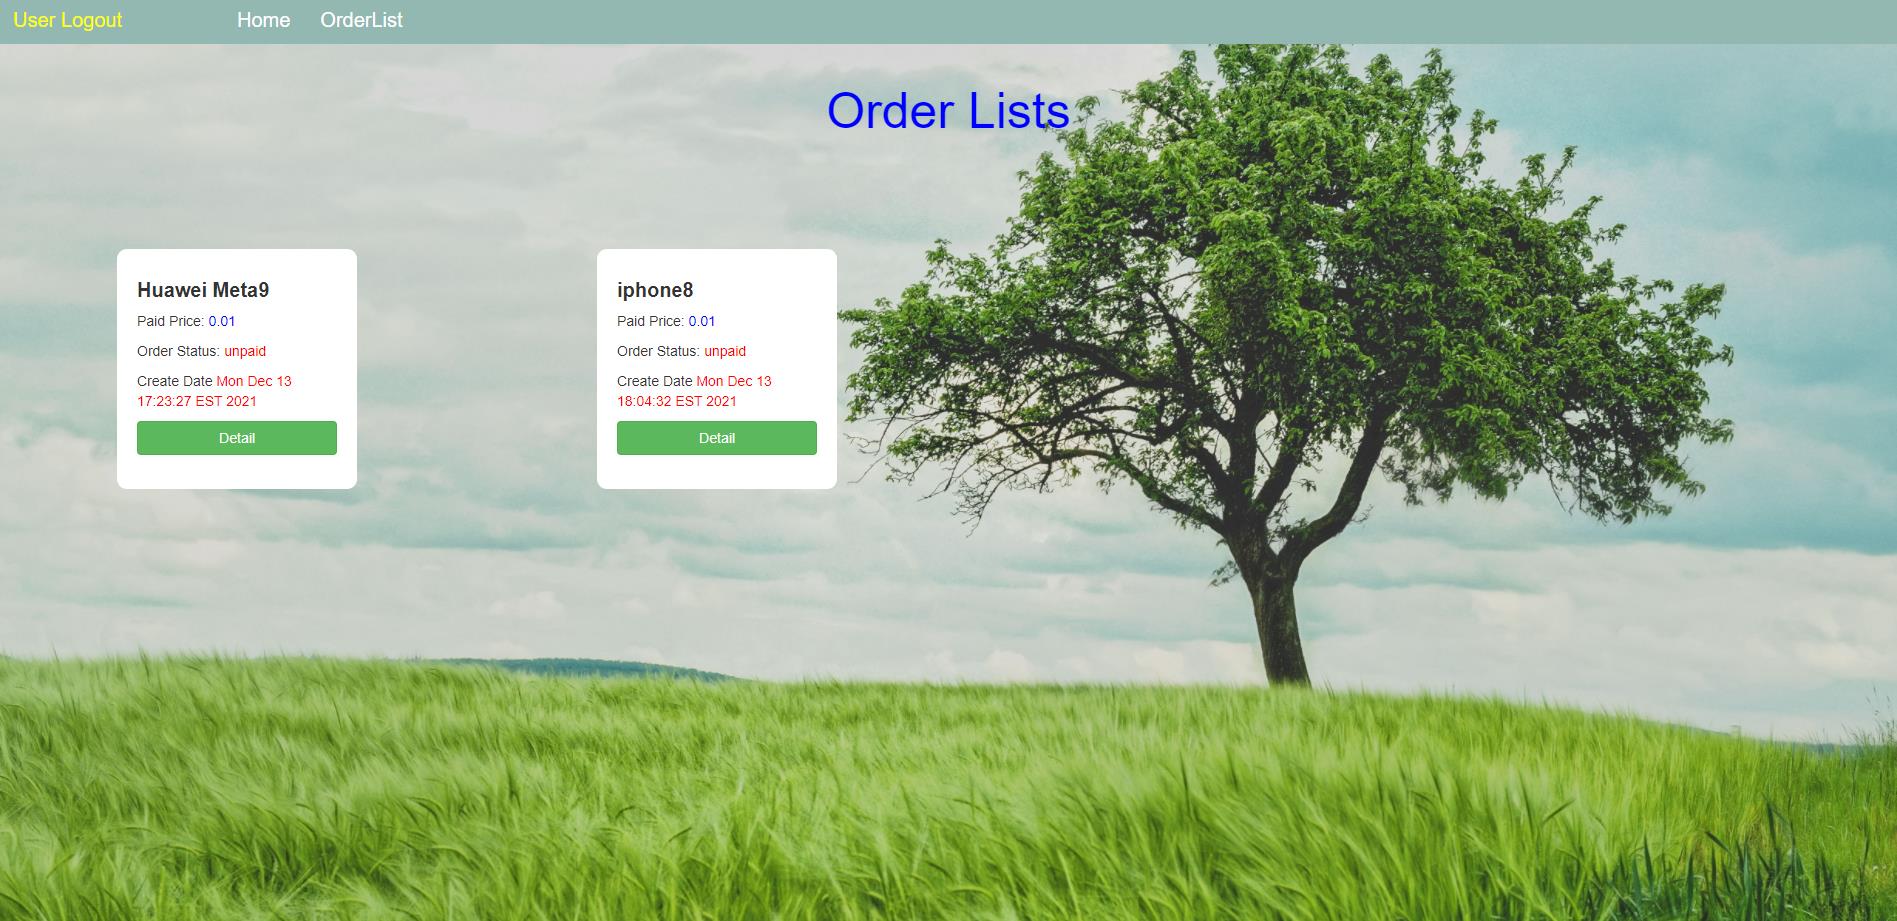 User Logout Home OrderList
Order Lists
Huawei Meta9
Paid Price: 0.01
Order Status: unpaid
Create Date Mon Dec 13
17:23:27 EST 2021
Detail
iphone8
Paid Price: 0.01
Order Status: unpaid
Create Date Mon Dec 13
18:04:32 EST 2021
Detail